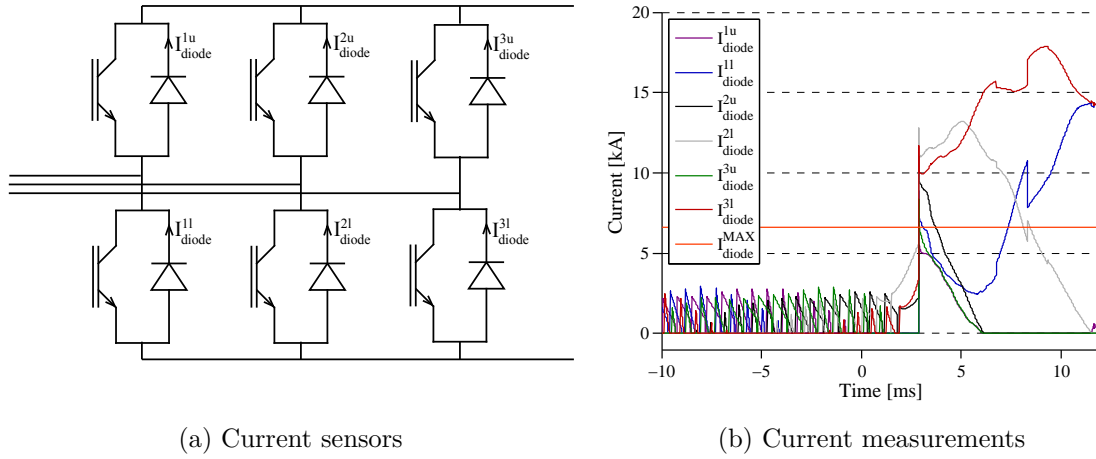 I^{1u}_{diode}
I^{2u}_{diode}
I^{3u}_{diode}
I^{1l}_{diode}
I^{2l}_{diode}
I^{3l}_{diode}
(a) Current sensors
20
15
10
5
0
Current [kA]
I^{1u}_{diode}
I^{1l}_{diode}
I^{2u}_{diode}
I^{2l}_{diode}
I^{3u}_{diode}
I^{3l}_{diode}
I^{MAX}_{diode}
−10 −5 0 5 10
Time [ms]
(b) Current measurements